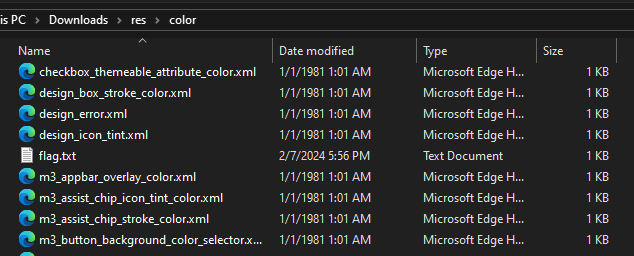 is PC > Downloads > res > color
Name Date modified Type Size
checkbox_themeable_attribute_color.xml 1/1/1981 1:01 AM Microsoft Edge H... 1 KB
design_box_stroke_color.xml 1/1/1981 1:01 AM Microsoft Edge H... 1 KB
design_error.xml 1/1/1981 1:01 AM Microsoft Edge H... 1 KB
design_icon_tint.xml 1/1/1981 1:01 AM Microsoft Edge H... 1 KB
flag.txt 2/7/2024 5:56 PM Text Document 1 KB
m3_appbar_overlay_color.xml 1/1/1981 1:01 AM Microsoft Edge H... 1 KB
m3_assist_chip_icon_tint_color.xml 1/1/1981 1:01 AM Microsoft Edge H... 1 KB
m3_assist_chip_stroke_color.xml 1/1/1981 1:01 AM Microsoft Edge H... 1 KB
m3_button_background_color_selector.x... 1/1/1981 1:01 AM Microsoft Edge H... 1 KB